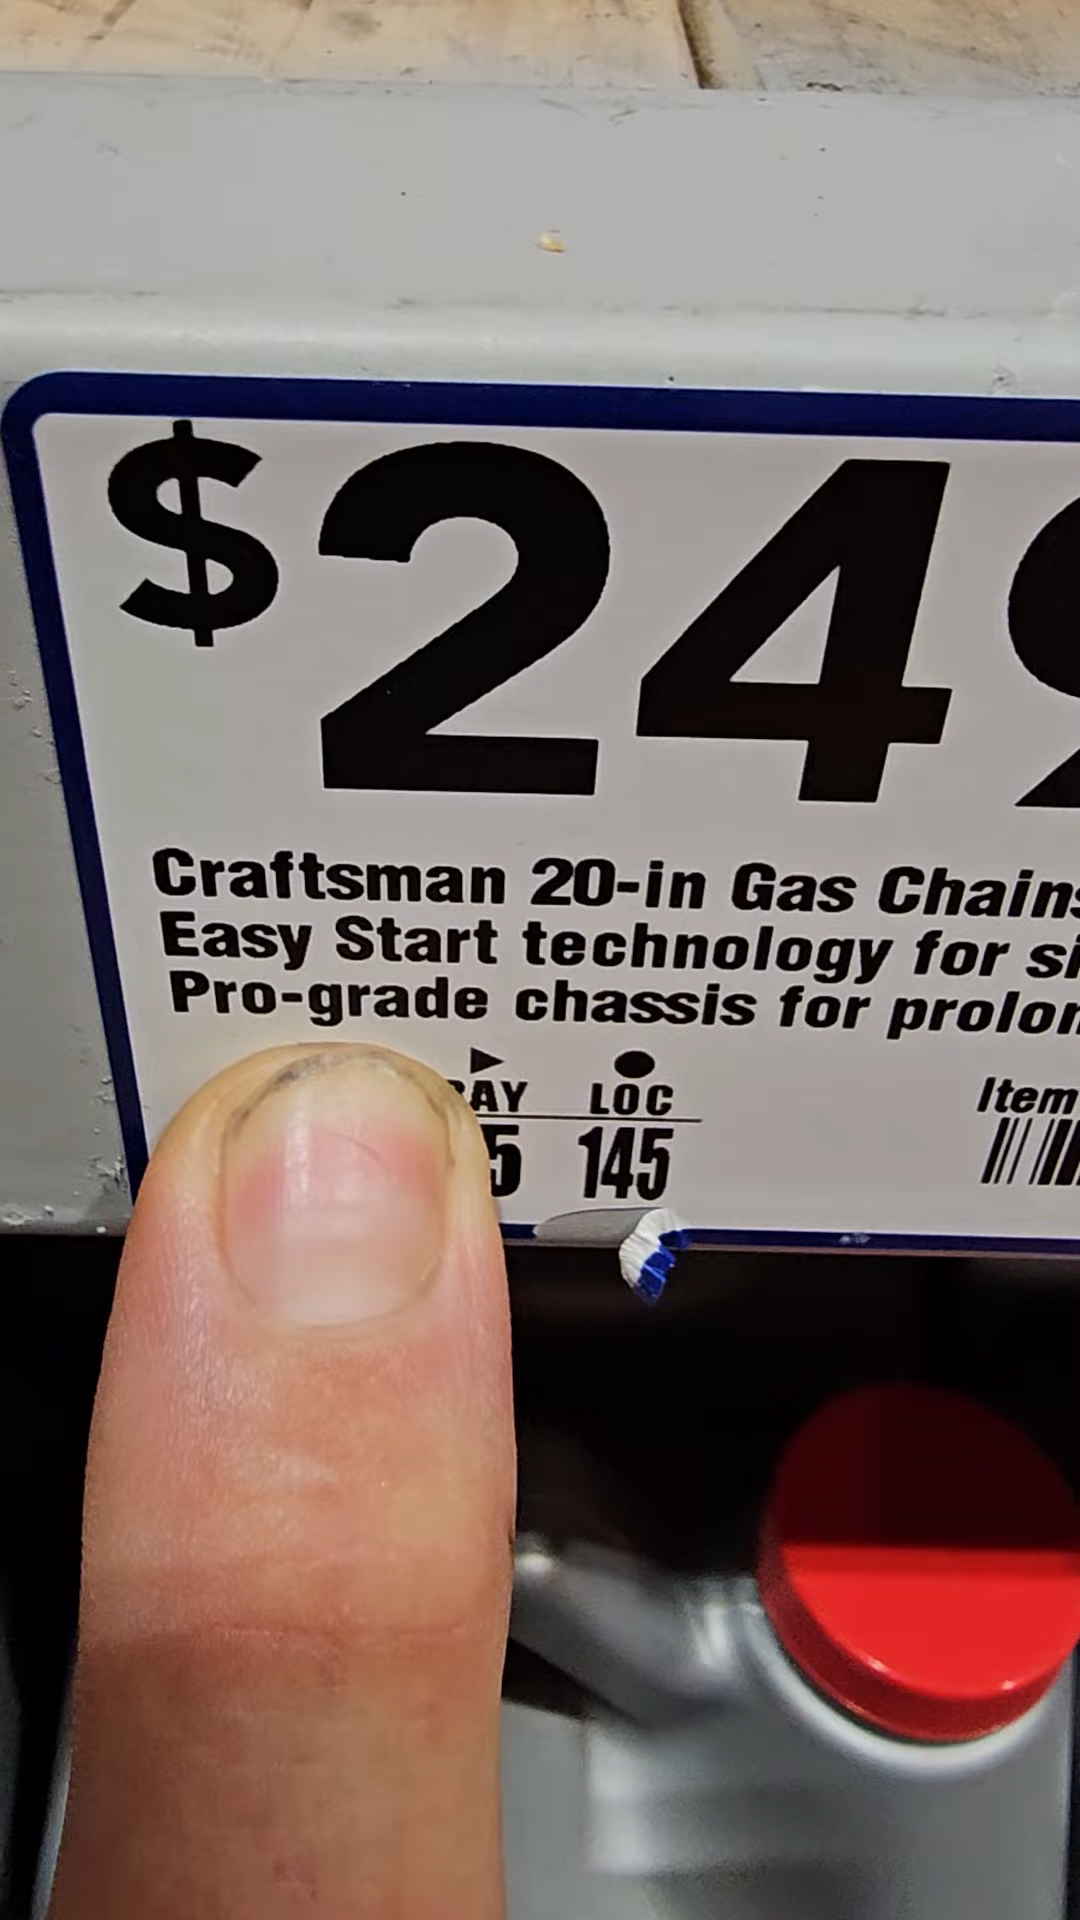 $249
Craftsman 20-in Gas Chains
Easy Start technology for si
Pro-grade chassis for prolon
AY LOC
5 145
Item